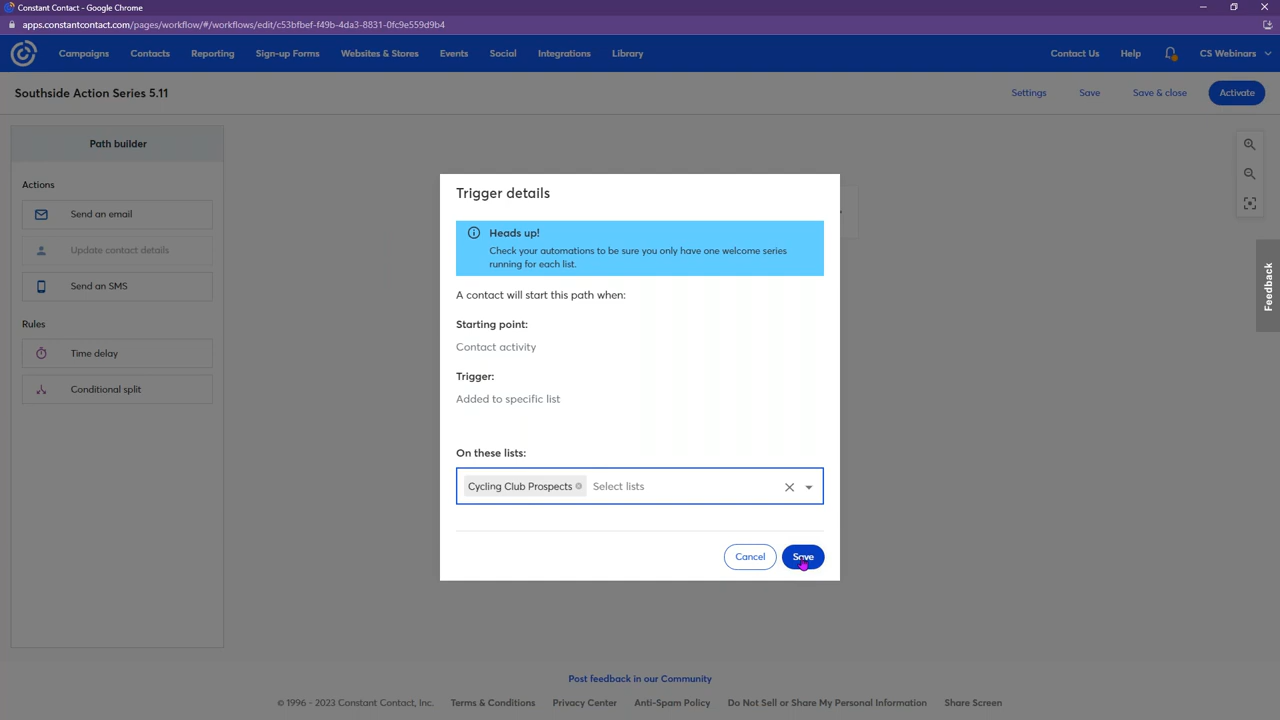 Constant Contact - Google Chrome
apps.constantcontact.com/pages/workflow/#/workflows/edit/c53bfbef-f49b-4da3-8831-0fc9e559d9b4
Campaigns Contacts Reporting Sign-up Forms Websites & Stores Events Social Integrations Library Contact Us Help CS Webinars
Southside Action Series 5.11 Settings Save Save & close Activate
Path builder
Actions
Send an email
Update contact details
Send an SMS
Rules
Time delay
Conditional split
Trigger details
Heads up!
Check your automations to be sure you only have one welcome series
running for each list.
A contact will start this path when:
Starting point:
Contact activity
Trigger:
Added to specific list
On these lists:
Cycling Club Prospects Select lists
Cancel Save
Feedback
Post feedback in our Community
© 1996 - 2023 Constant Contact, Inc. Terms & Conditions Privacy Center Anti-Spam Policy Do Not Sell or Share My Personal Information Share Screen